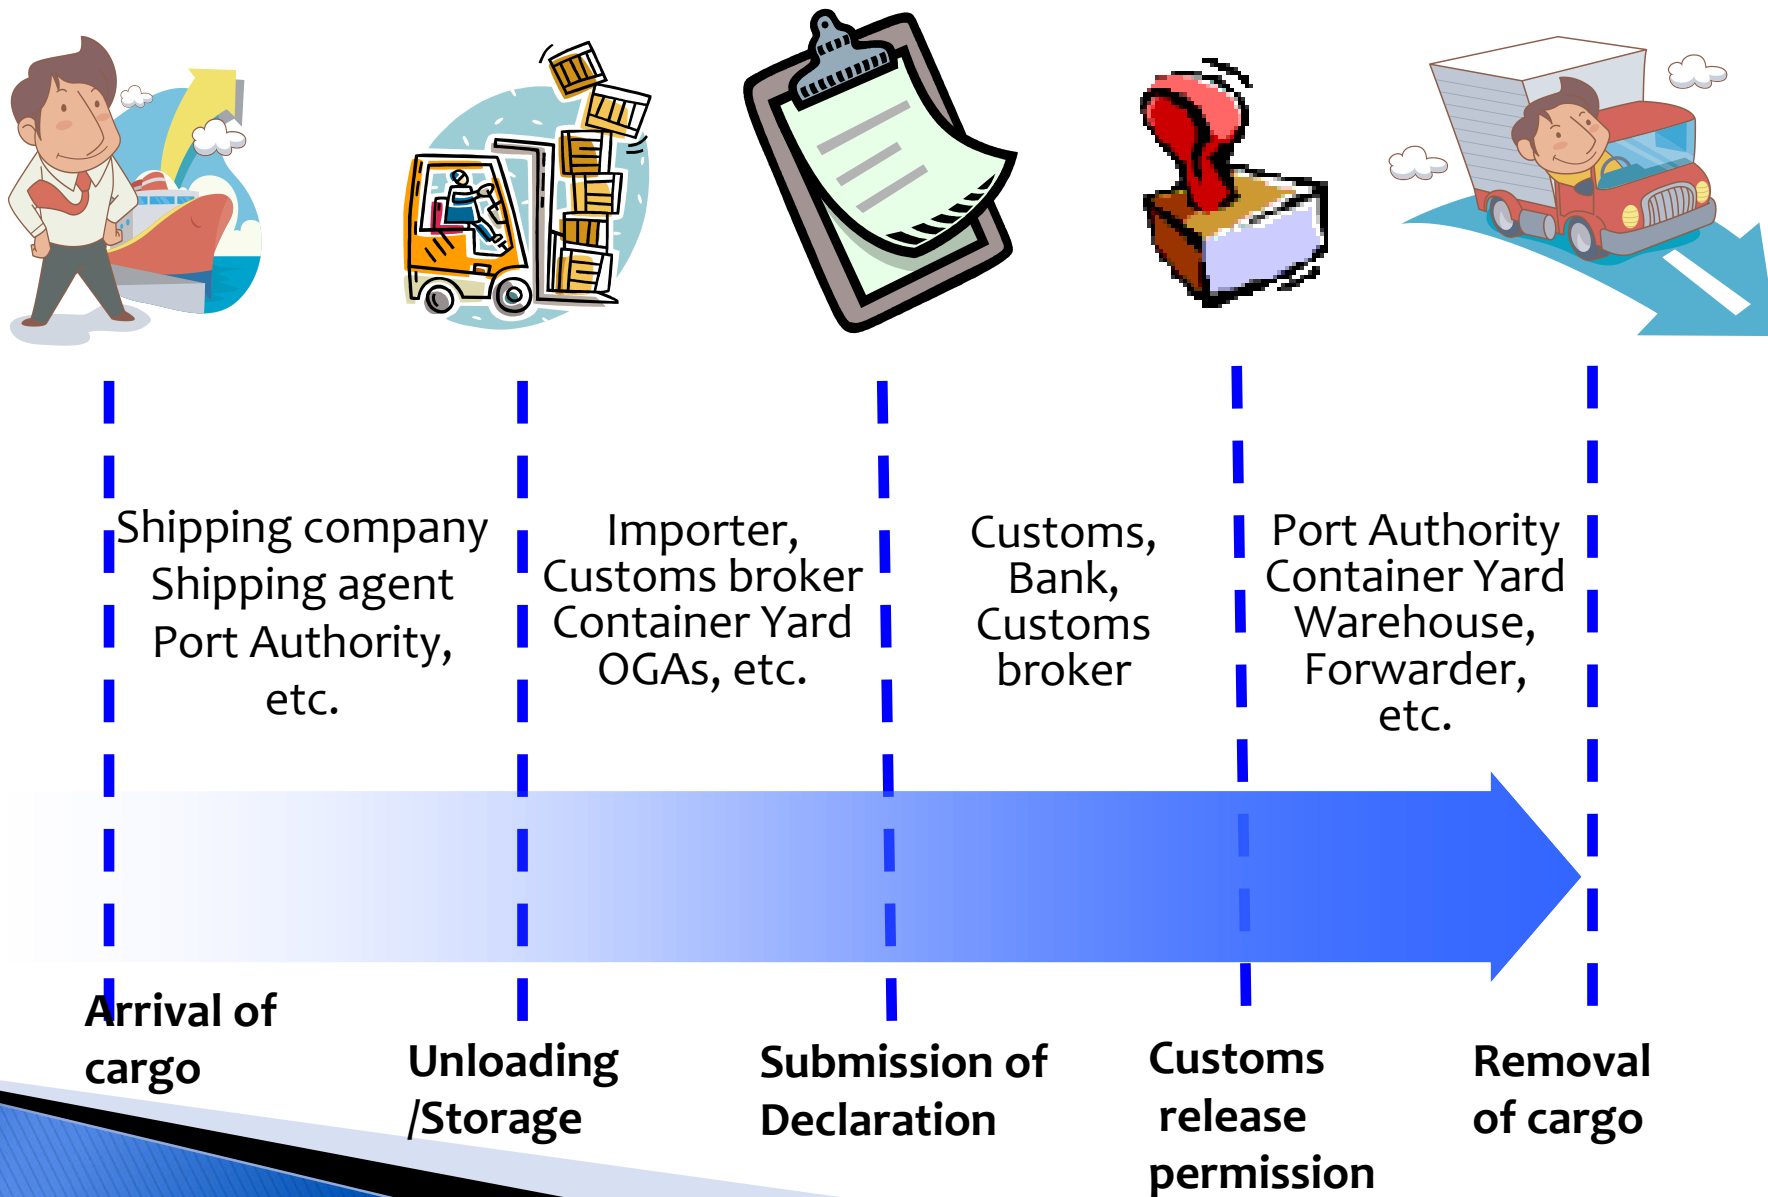 Shipping company
Shipping agent
Port Authority,
etc.
Importer,
Customs broker
Container Yard
OGAs, etc.
Customs,
Bank,
Customs
broker
Port Authority
Container Yard
Warehouse,
Forwarder,
etc.
Arrival of
cargo
Unloading
/Storage
Submission of
Declaration
Customs
release
permission
Removal
of cargo